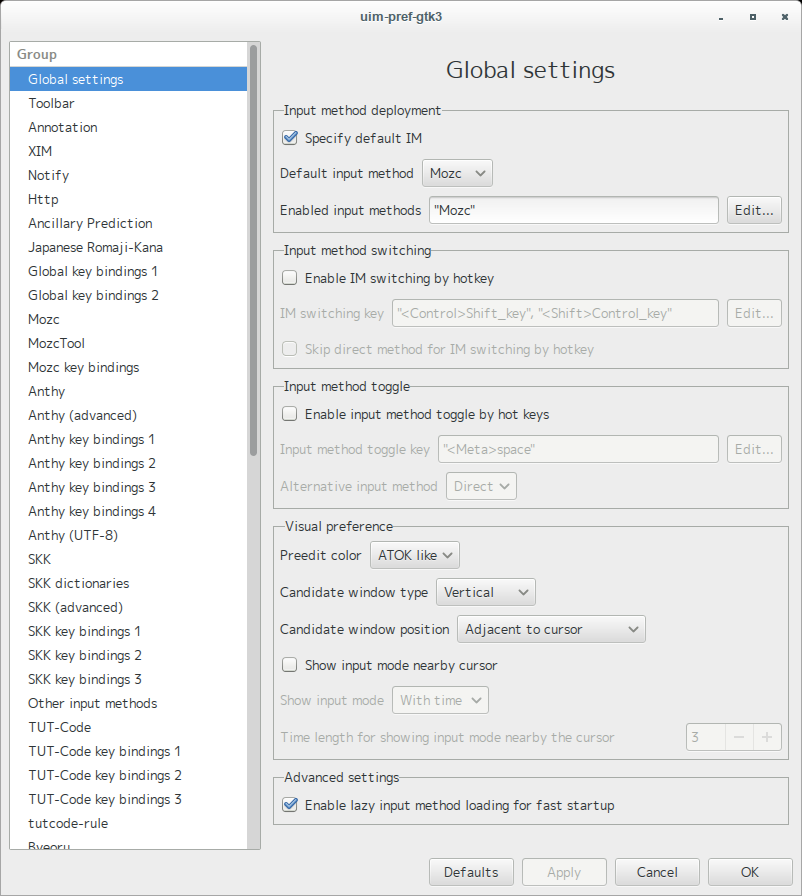 uim-pref-gtk3
Group
Global settings
Toolbar
Annotation
XIM
Notify
Http
Ancillary Prediction
Japanese Romaji-Kana
Global key bindings 1
Global key bindings 2
Mozc
MozcTool
Mozc key bindings
Anthy
Anthy (advanced)
Anthy key bindings 1
Anthy key bindings 2
Anthy key bindings 3
Anthy key bindings 4
Anthy (UTF-8)
SKK
SKK dictionaries
SKK (advanced)
SKK key bindings 1
SKK key bindings 2
SKK key bindings 3
Other input methods
TUT-Code
TUT-Code key bindings 1
TUT-Code key bindings 2
TUT-Code key bindings 3
tutcode-rule
Byeoru
Global settings
Input method deployment
Specify default IM
Default input method Mozc
Enabled input methods "Mozc" Edit...
Input method switching
Enable IM switching by hotkey
IM switching key "<Control>Shift_key", "<Shift>Control_key" Edit...
Skip direct method for IM switching by hotkey
Input method toggle
Enable input method toggle by hot keys
Input method toggle key "<Meta>space" Edit...
Alternative input method Direct
Visual preference
Preedit color ATOK like
Candidate window type Vertical
Candidate window position Adjacent to cursor
Show input mode nearby cursor
Show input mode With time
Time length for showing input mode nearby the cursor 3 − +
Advanced settings
Enable lazy input method loading for fast startup
Defaults Apply Cancel OK